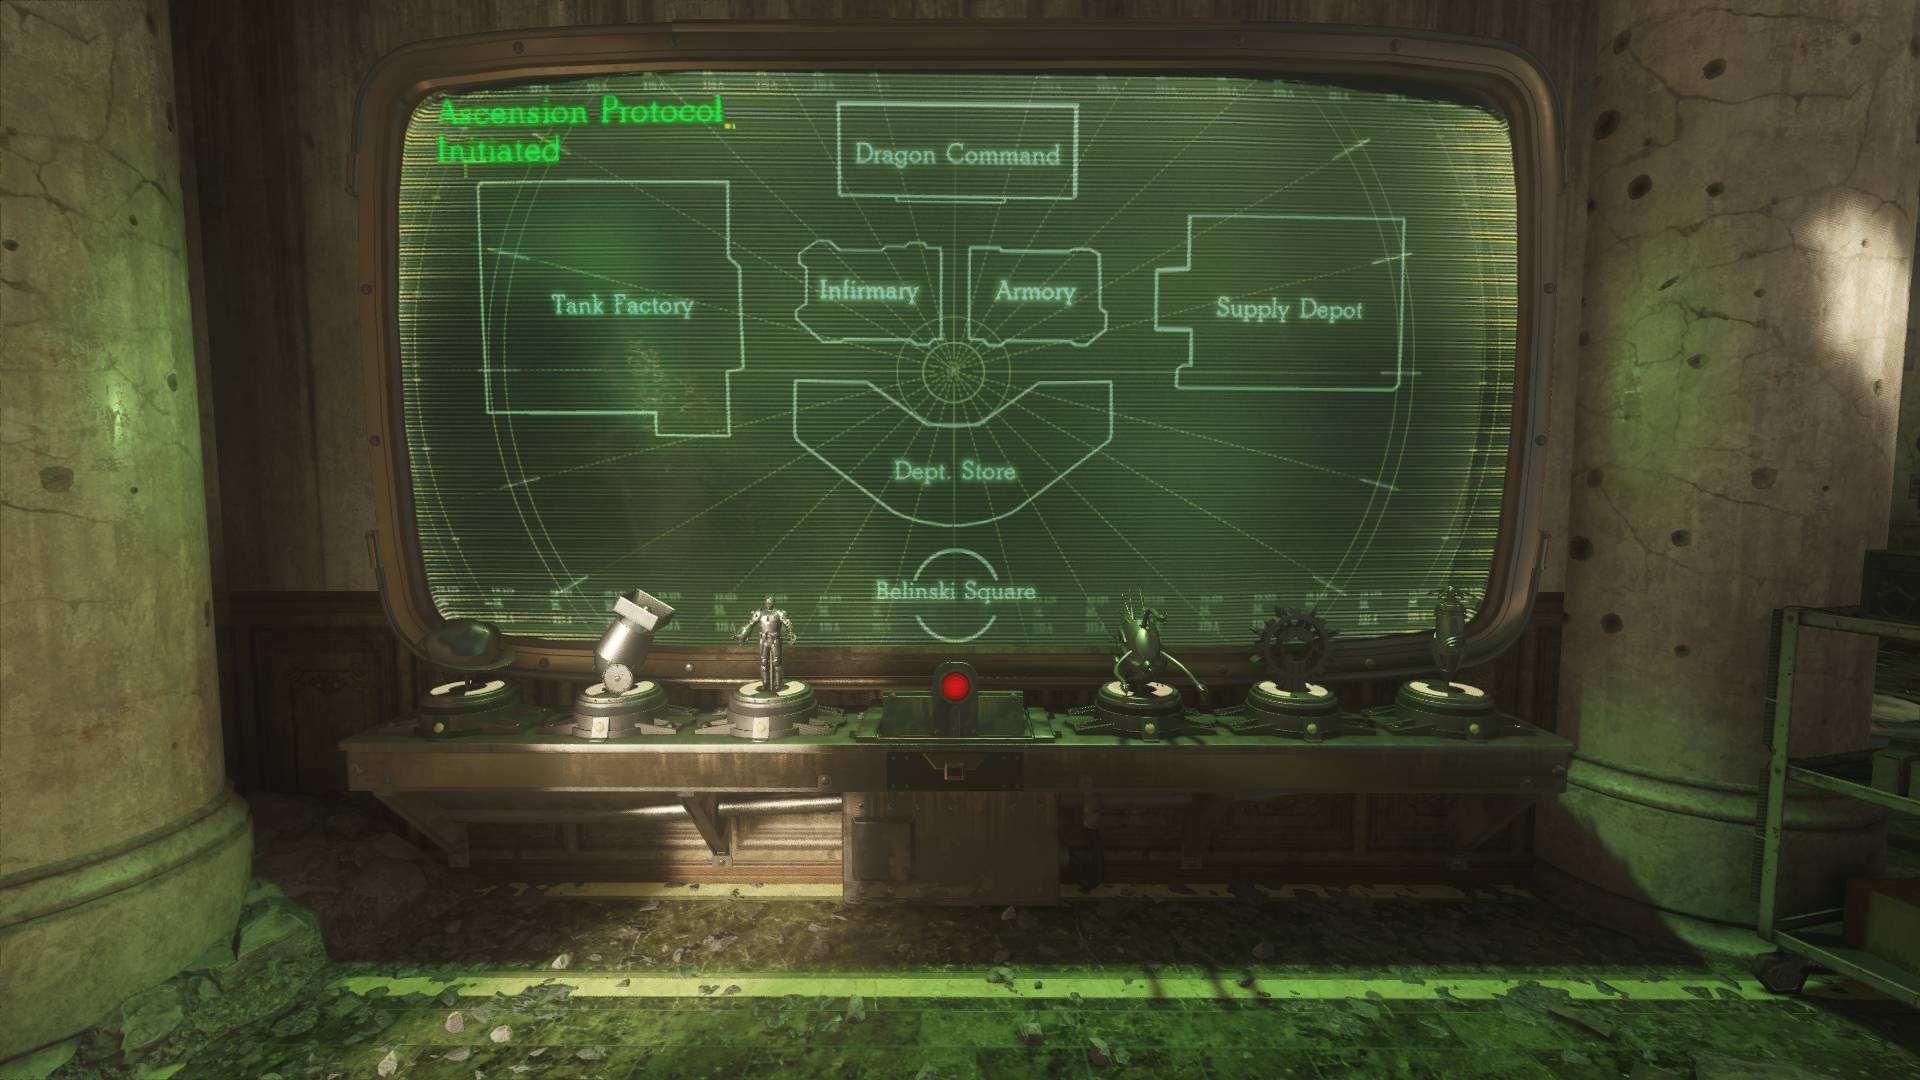 Ascension Protocol
Initiated
Dragon Command
Infirmary
Armory
Tank Factory
Supply Depot
Dept. Store
Belinski Square